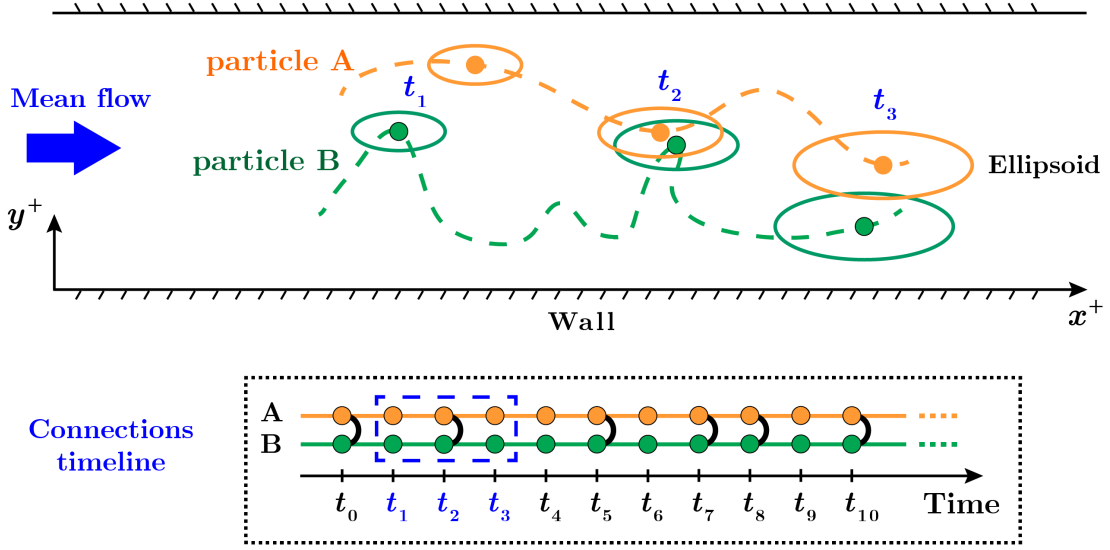 particle A
t₁
t₂
t₃
Mean flow
particle B
Ellipsoid
y⁺
Wall
x⁺
Connections
timeline
A
B
t₀ t₁ t₂ t₃ t₄ t₅ t₆ t₇ t₈ t₉ t₁₀
Time